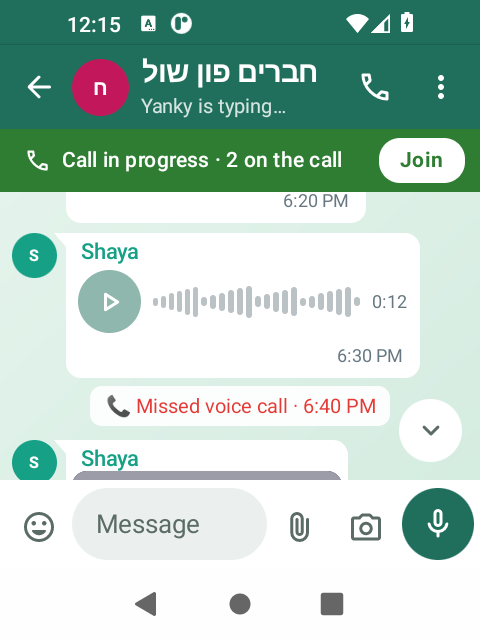 12:15
חברים פון שול
Yanky is typing…
Call in progress · 2 on the call
Join
6:20 PM
S
Shaya
0:12
6:30 PM
Missed voice call · 6:40 PM
S
Shaya
Message
ח
A